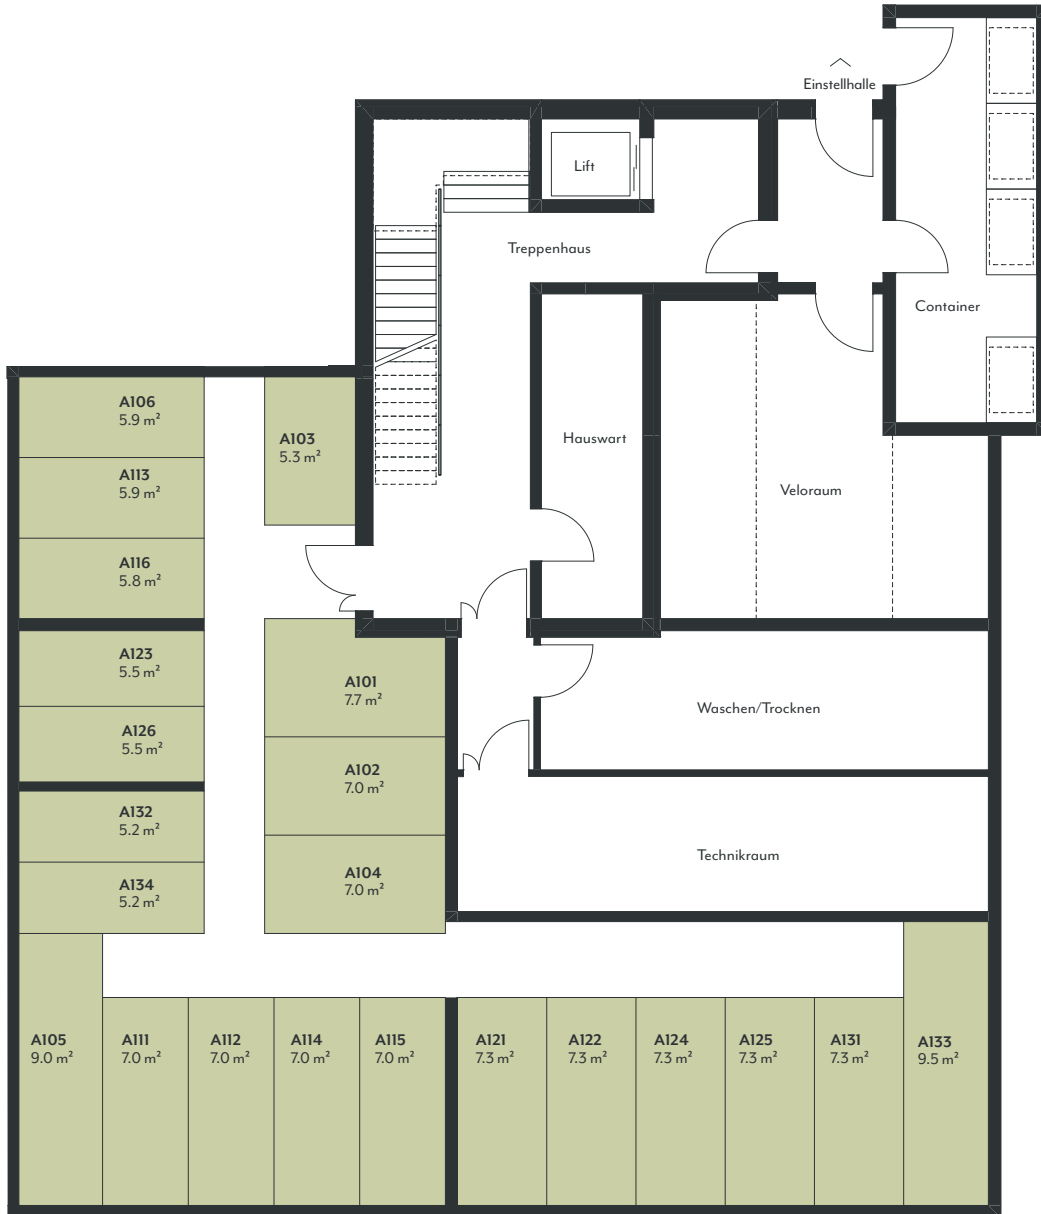 Einstellhalle
Lift
Treppenhaus
Container
Hauswart
Veloraum
A106
5.9 m²
A103
5.3 m²
A113
5.9 m²
A116
5.8 m²
A123
5.5 m²
A101
7.7 m²
Waschen/Trocknen
A126
5.5 m²
A102
7.0 m²
A132
5.2 m²
Technikraum
A104
7.0 m²
A134
5.2 m²
A105
9.0 m²
A111
7.0 m²
A112
7.0 m²
A114
7.0 m²
A115
7.0 m²
A121
7.3 m²
A122
7.3 m²
A124
7.3 m²
A125
7.3 m²
A131
7.3 m²
A133
9.5 m²